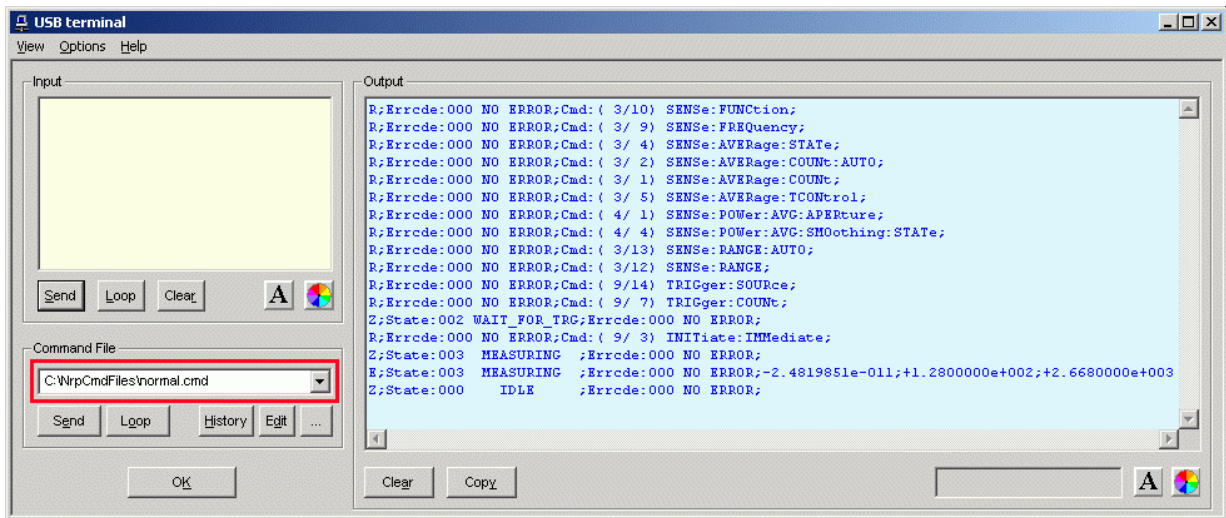 USB terminal
View Options Help
Input
Send Loop Clear A
Command File
C:\NrpCmdFiles\normal.cmd
Send Loop History Edit ...
OK
Output
R;Errcde:000 NO ERROR;Cmd:( 3/10) SENSe:FUNCtion;
R;Errcde:000 NO ERROR;Cmd:( 3/ 9) SENSe:FREQuency;
R;Errcde:000 NO ERROR;Cmd:( 3/ 4) SENSe:AVERage:STATe;
R;Errcde:000 NO ERROR;Cmd:( 3/ 2) SENSe:AVERage:COUNt:AUTO;
R;Errcde:000 NO ERROR;Cmd:( 3/ 1) SENSe:AVERage:COUNt;
R;Errcde:000 NO ERROR;Cmd:( 3/ 5) SENSe:AVERage:TCONtrol;
R;Errcde:000 NO ERROR;Cmd:( 4/ 1) SENSe:POWer:AVG:APERture;
R;Errcde:000 NO ERROR;Cmd:( 4/ 4) SENSe:POWer:AVG:SMOothing:STATe;
R;Errcde:000 NO ERROR;Cmd:( 3/13) SENSe:RANGE:AUTO;
R;Errcde:000 NO ERROR;Cmd:( 3/12) SENSe:RANGE;
R;Errcde:000 NO ERROR;Cmd:( 9/14) TRIGger:SOURce;
R;Errcde:000 NO ERROR;Cmd:( 9/ 7) TRIGger:COUNt;
Z;State:002 WAIT_FOR_TRG;Errcde:000 NO ERROR;
R;Errcde:000 NO ERROR;Cmd:( 9/ 3) INITiate:IMMediate;
Z;State:003  MEASURING  ;Errcde:000 NO ERROR;
E;State:003  MEASURING  ;Errcde:000 NO ERROR;-2.4819851e-011;+1.2800000e+002;+2.6680000e+003
Z;State:000    IDLE     ;Errcde:000 NO ERROR;
Clear Copy A